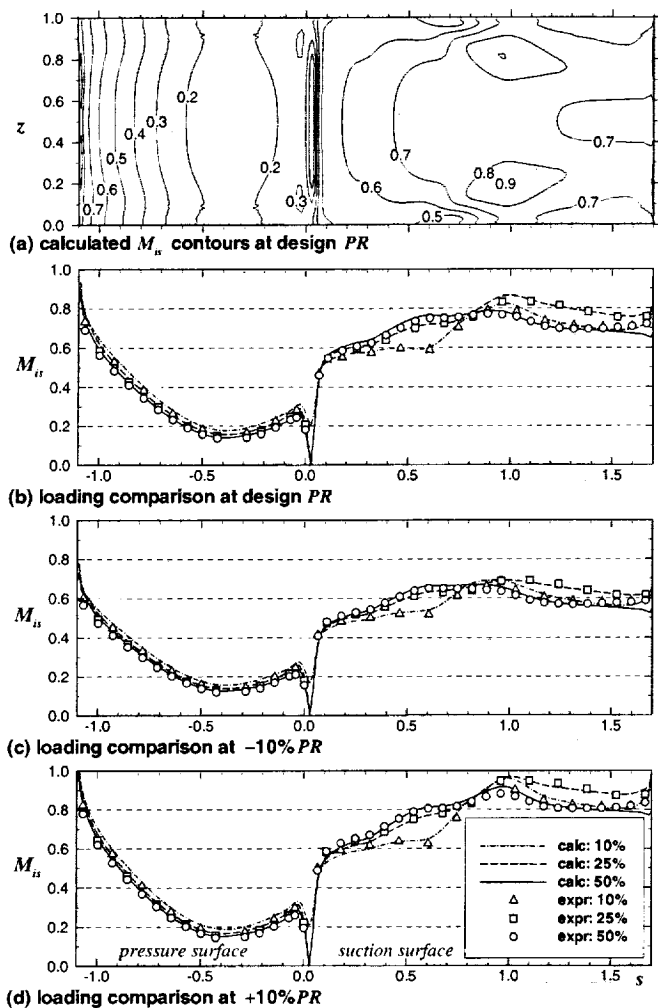 1.0
0.8
0.6
z
0.4
0.2
0.0
0.7
0.6
0.5
0.4
0.3
0.2
0.2
0.3
0.6
0.7
0.5
0.8
0.9
0.7
0.7
(a) calculated M_is contours at design PR
1.0
0.8
0.6
M_is
0.4
0.2
0.0
-1.0 -0.5 0.0 0.5 1.0 1.5
(b) loading comparison at design PR
1.0
0.8
0.6
M_is
0.4
0.2
0.0
-1.0 -0.5 0.0 0.5 1.0 1.5
(c) loading comparison at −10%PR
1.0
0.8
0.6
M_is
0.4
0.2
0.0
pressure surface suction surface
calc: 10%
calc: 25%
calc: 50%
expr: 10%
expr: 25%
expr: 50%
-1.0 -0.5 0.0 0.5 1.0 1.5 s
(d) loading comparison at +10%PR